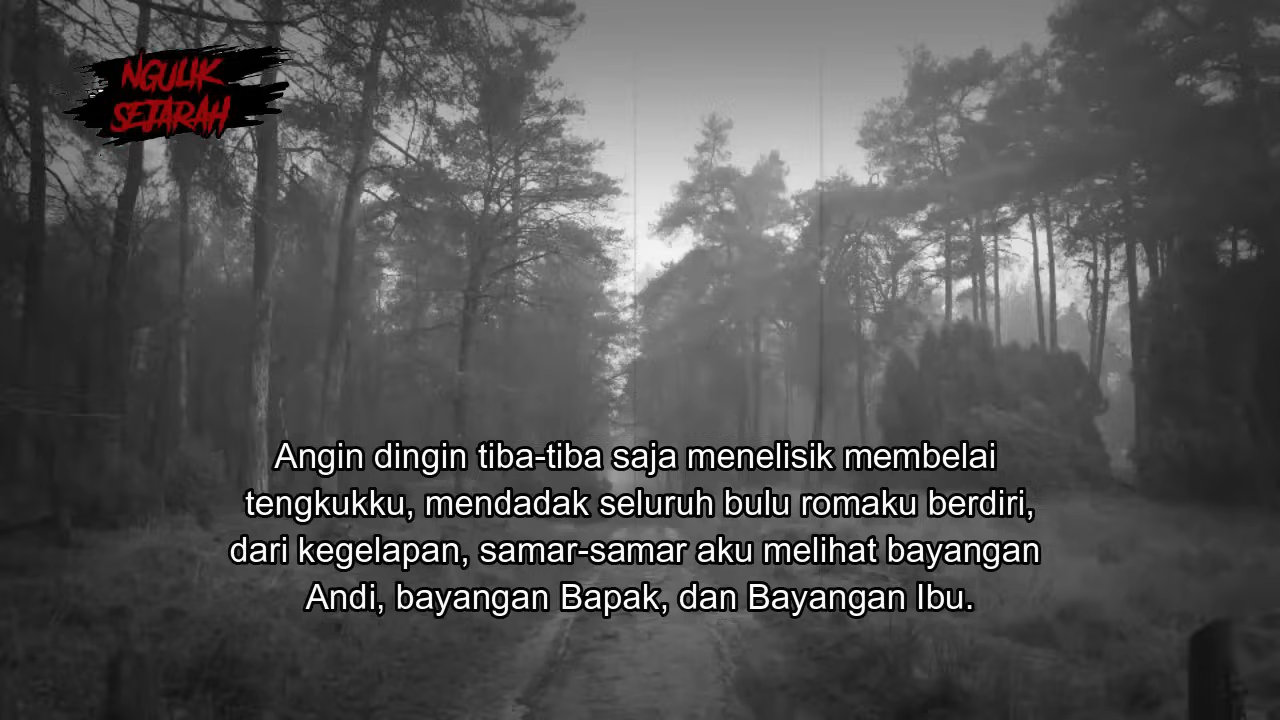 NGULIK
SEJARAH
Angin dingin tiba-tiba saja menelisik membelai
tengkukku, mendadak seluruh bulu romaku berdiri,
dari kegelapan, samar-samar aku melihat bayangan
Andi, bayangan Bapak, dan Bayangan Ibu.